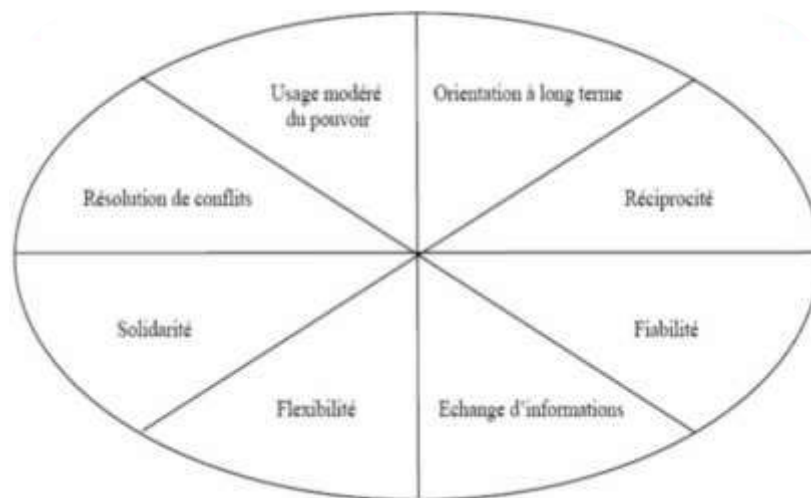 Usage modéré
du pouvoir
Orientation à long terme
Résolution de conflits
Réciprocité
Solidarité
Fiabilité
Flexibilité
Echange d'informations